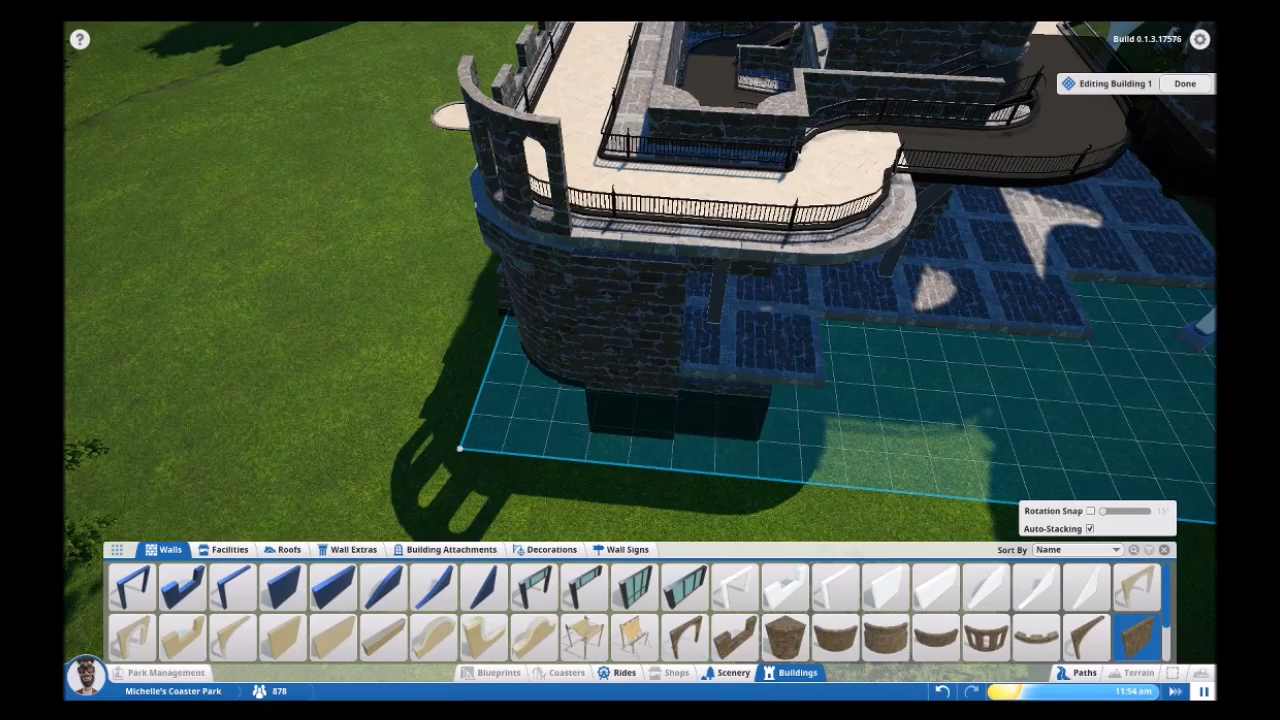 ?
Build 0.1.3.17576
Editing Building 1 Done
Rotation Snap 15°
Auto-Stacking
Walls Facilities Roofs Wall Extras Building Attachments Decorations Wall Signs Sort By Name
Park Management Blueprints Coasters Rides Shops Scenery Buildings Paths Terrain
Michelle's Coaster Park 878 11:54 am